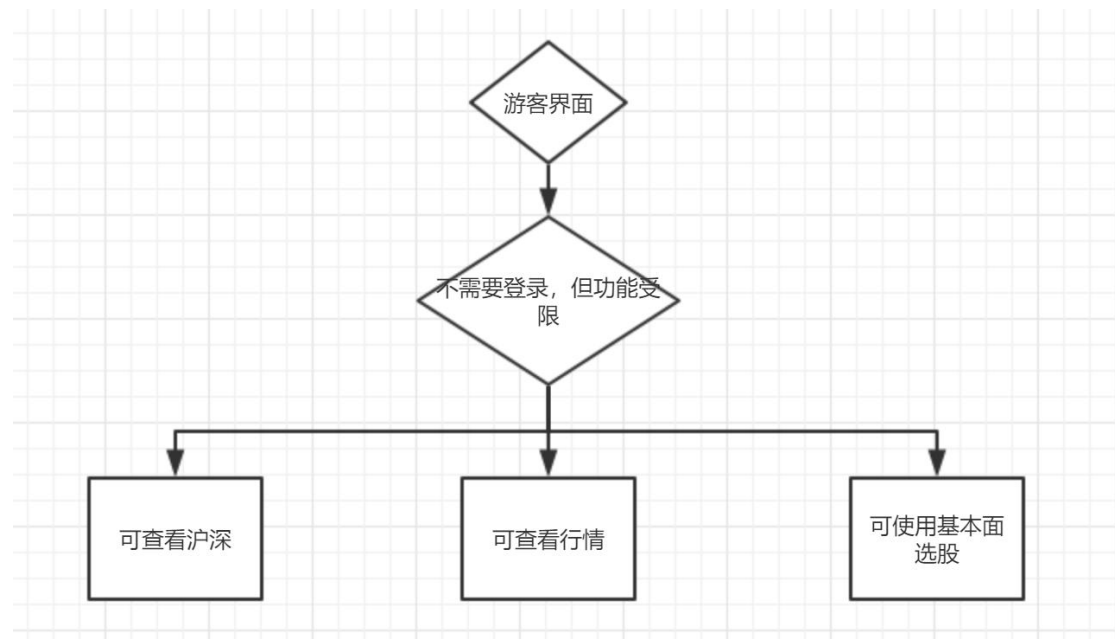 游客界面
不需要登录，但功能受
限
可查看沪深
可查看行情
可使用基本面
选股